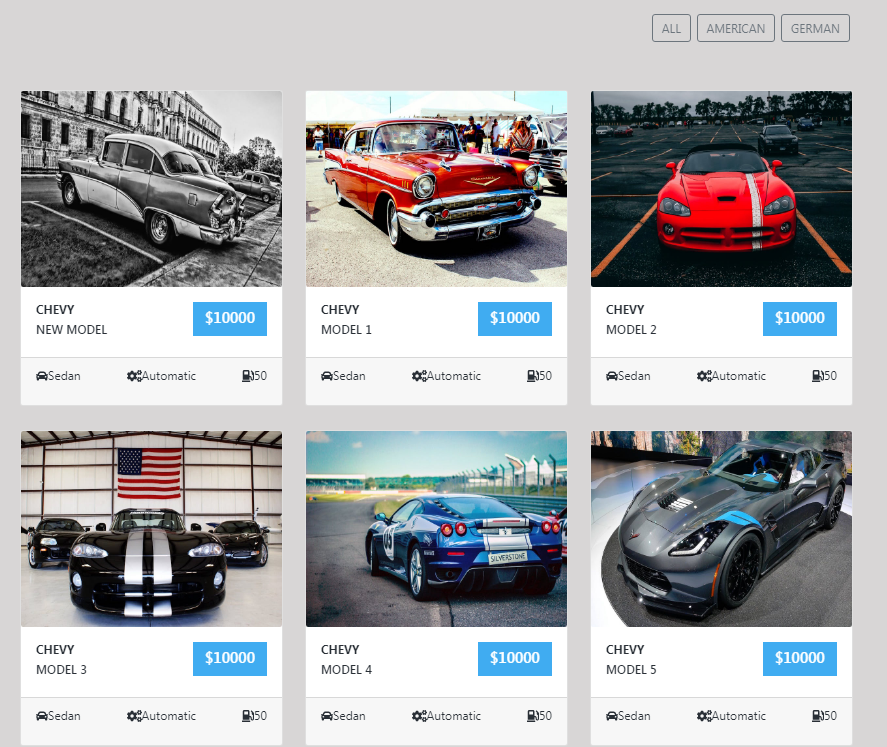 ALL AMERICAN GERMAN
CHEVY
NEW MODEL
$10000
Sedan Automatic 50
CHEVY
MODEL 1
$10000
Sedan Automatic 50
CHEVY
MODEL 2
$10000
Sedan Automatic 50
SILVERSTONE
CHEVY
MODEL 3
$10000
Sedan Automatic 50
CHEVY
MODEL 4
$10000
Sedan Automatic 50
CHEVY
MODEL 5
$10000
Sedan Automatic 50